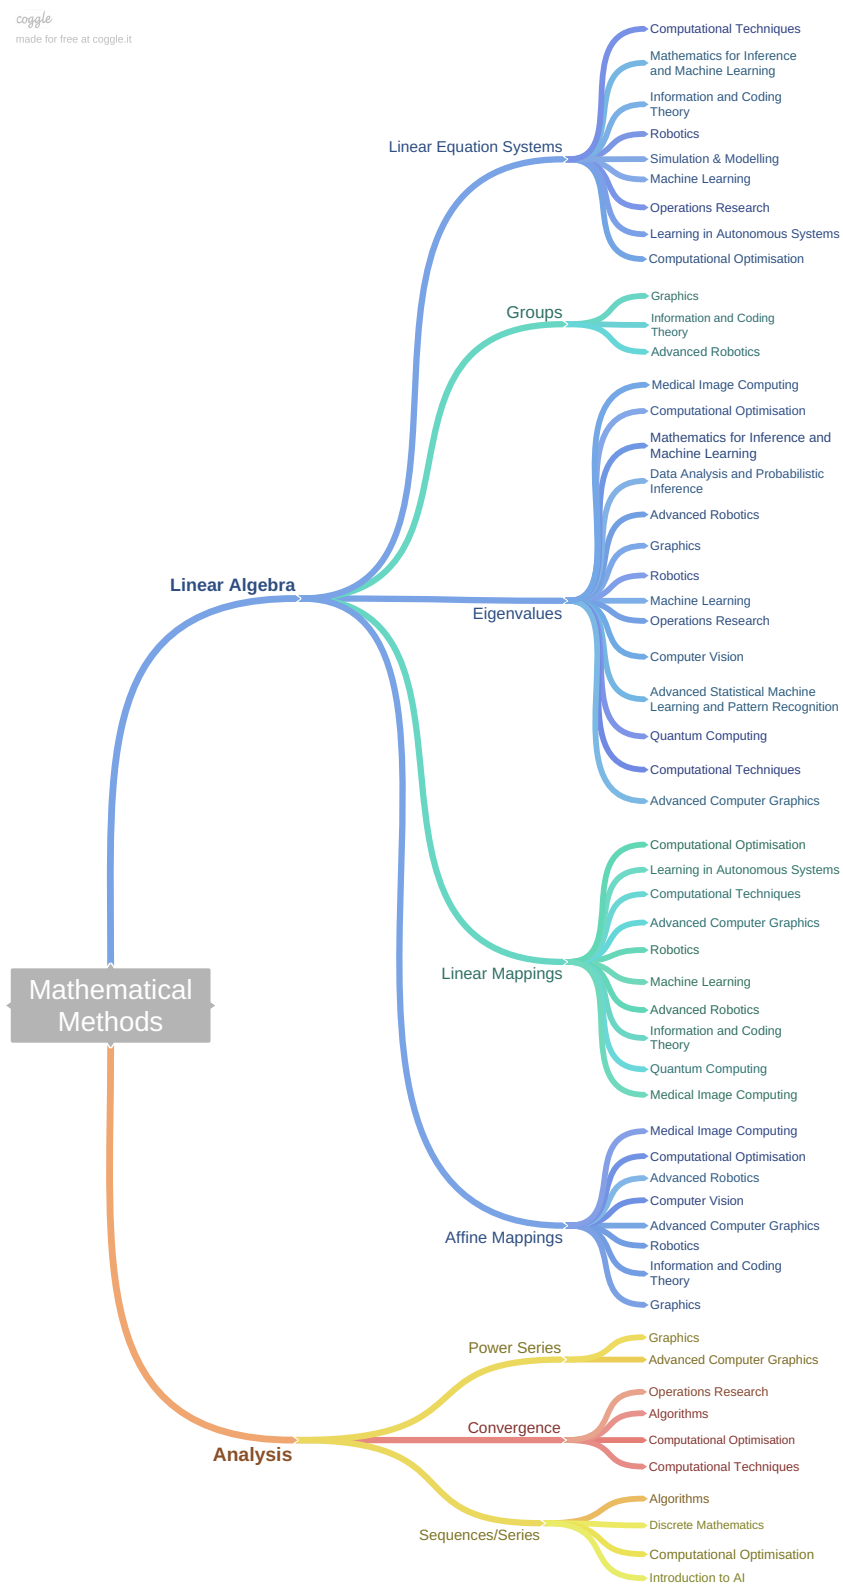 coggle
made for free at coggle.it
Computational Techniques
Mathematics for Inference
and Machine Learning
Information and Coding
Theory
Robotics
Linear Equation Systems
Simulation & Modelling
Machine Learning
Operations Research
Learning in Autonomous Systems
Computational Optimisation
Graphics
Groups
Information and Coding
Theory
Advanced Robotics
Medical Image Computing
Computational Optimisation
Mathematics for Inference and
Machine Learning
Data Analysis and Probabilistic
Inference
Advanced Robotics
Graphics
Robotics
Linear Algebra
Machine Learning
Eigenvalues
Operations Research
Computer Vision
Advanced Statistical Machine
Learning and Pattern Recognition
Quantum Computing
Computational Techniques
Advanced Computer Graphics
Computational Optimisation
Learning in Autonomous Systems
Computational Techniques
Advanced Computer Graphics
Robotics
Linear Mappings
Machine Learning
Advanced Robotics
Information and Coding
Theory
Quantum Computing
Medical Image Computing
Mathematical
Methods
Medical Image Computing
Computational Optimisation
Advanced Robotics
Computer Vision
Advanced Computer Graphics
Affine Mappings
Robotics
Information and Coding
Theory
Graphics
Graphics
Power Series
Advanced Computer Graphics
Operations Research
Algorithms
Convergence
Computational Optimisation
Computational Techniques
Analysis
Algorithms
Discrete Mathematics
Sequences/Series
Computational Optimisation
Introduction to AI